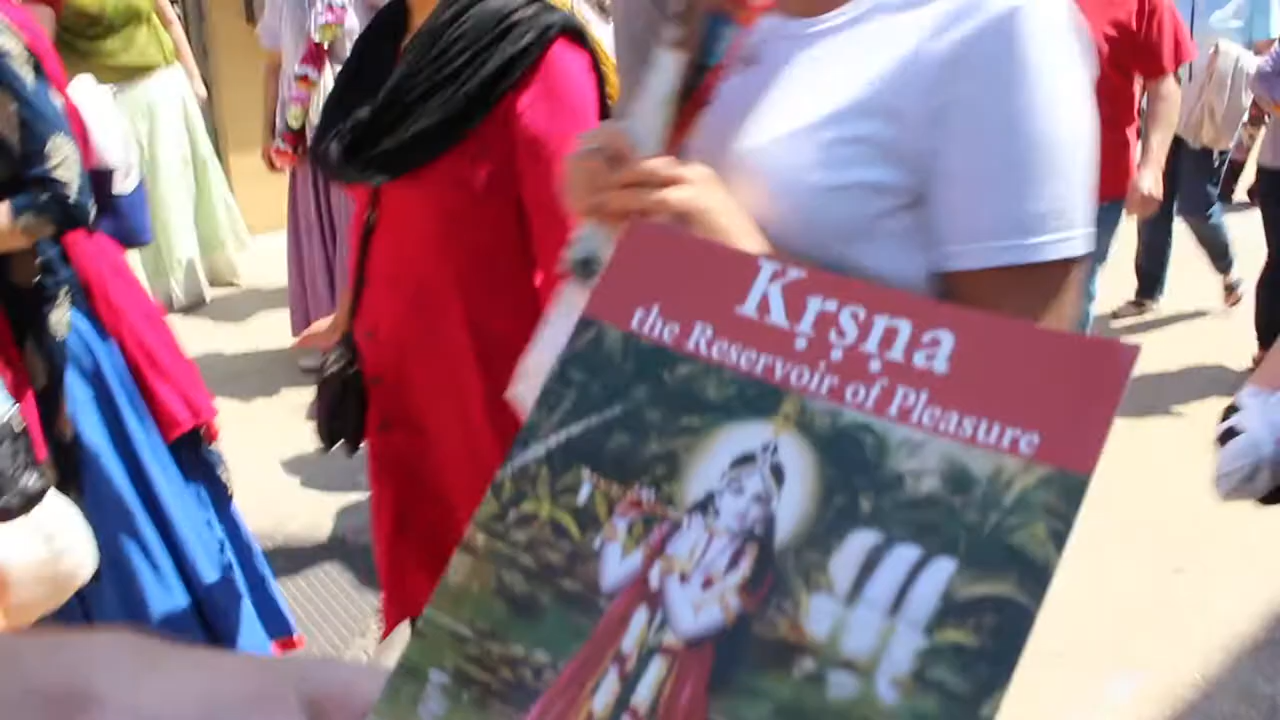 Kṛṣṇa
the Reservoir of Pleasure